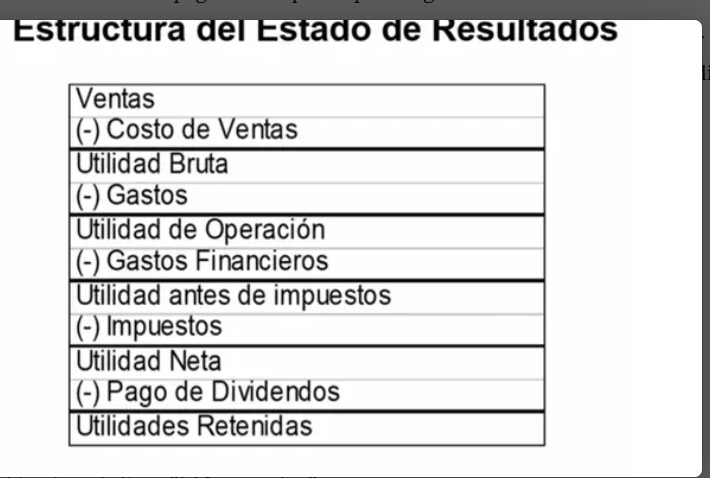 Estructura del Estado de Resultados
Ventas
(-) Costo de Ventas
Utilidad Bruta
(-) Gastos
Utilidad de Operación
(-) Gastos Financieros
Utilidad antes de impuestos
(-) Impuestos
Utilidad Neta
(-) Pago de Dividendos
Utilidades Retenidas